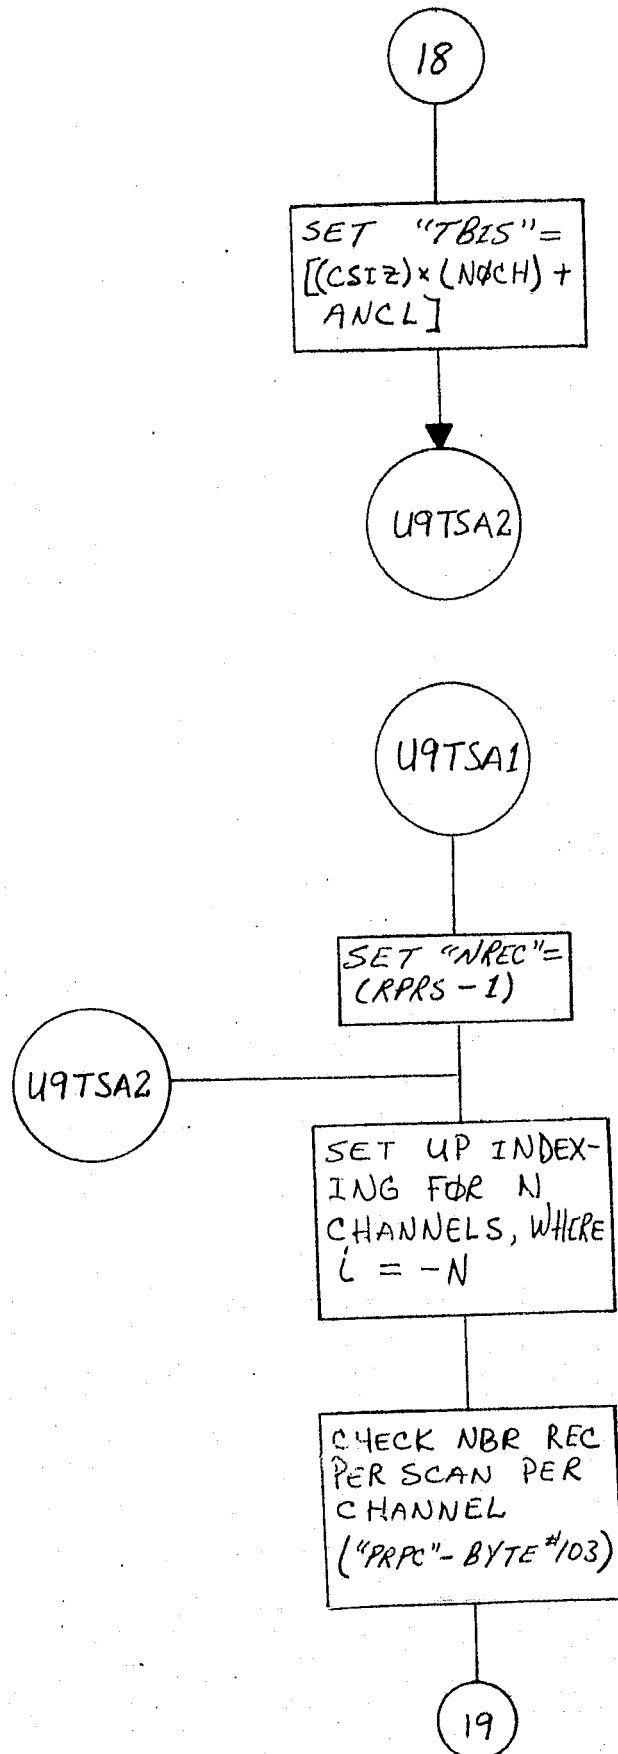 18
SET "TBIS"=
[(CSIZ)×(NØCH)+
ANCL]
U9TSA2
U9TSA1
SET "NREC"=
(RPRS-1)
U9TSA2
SET UP INDEX-
ING FØR N
CHANNELS, WHERE
i = -N
CHECK NBR REC
PER SCAN PER
CHANNEL
("PRPC"-BYTE #103)
19